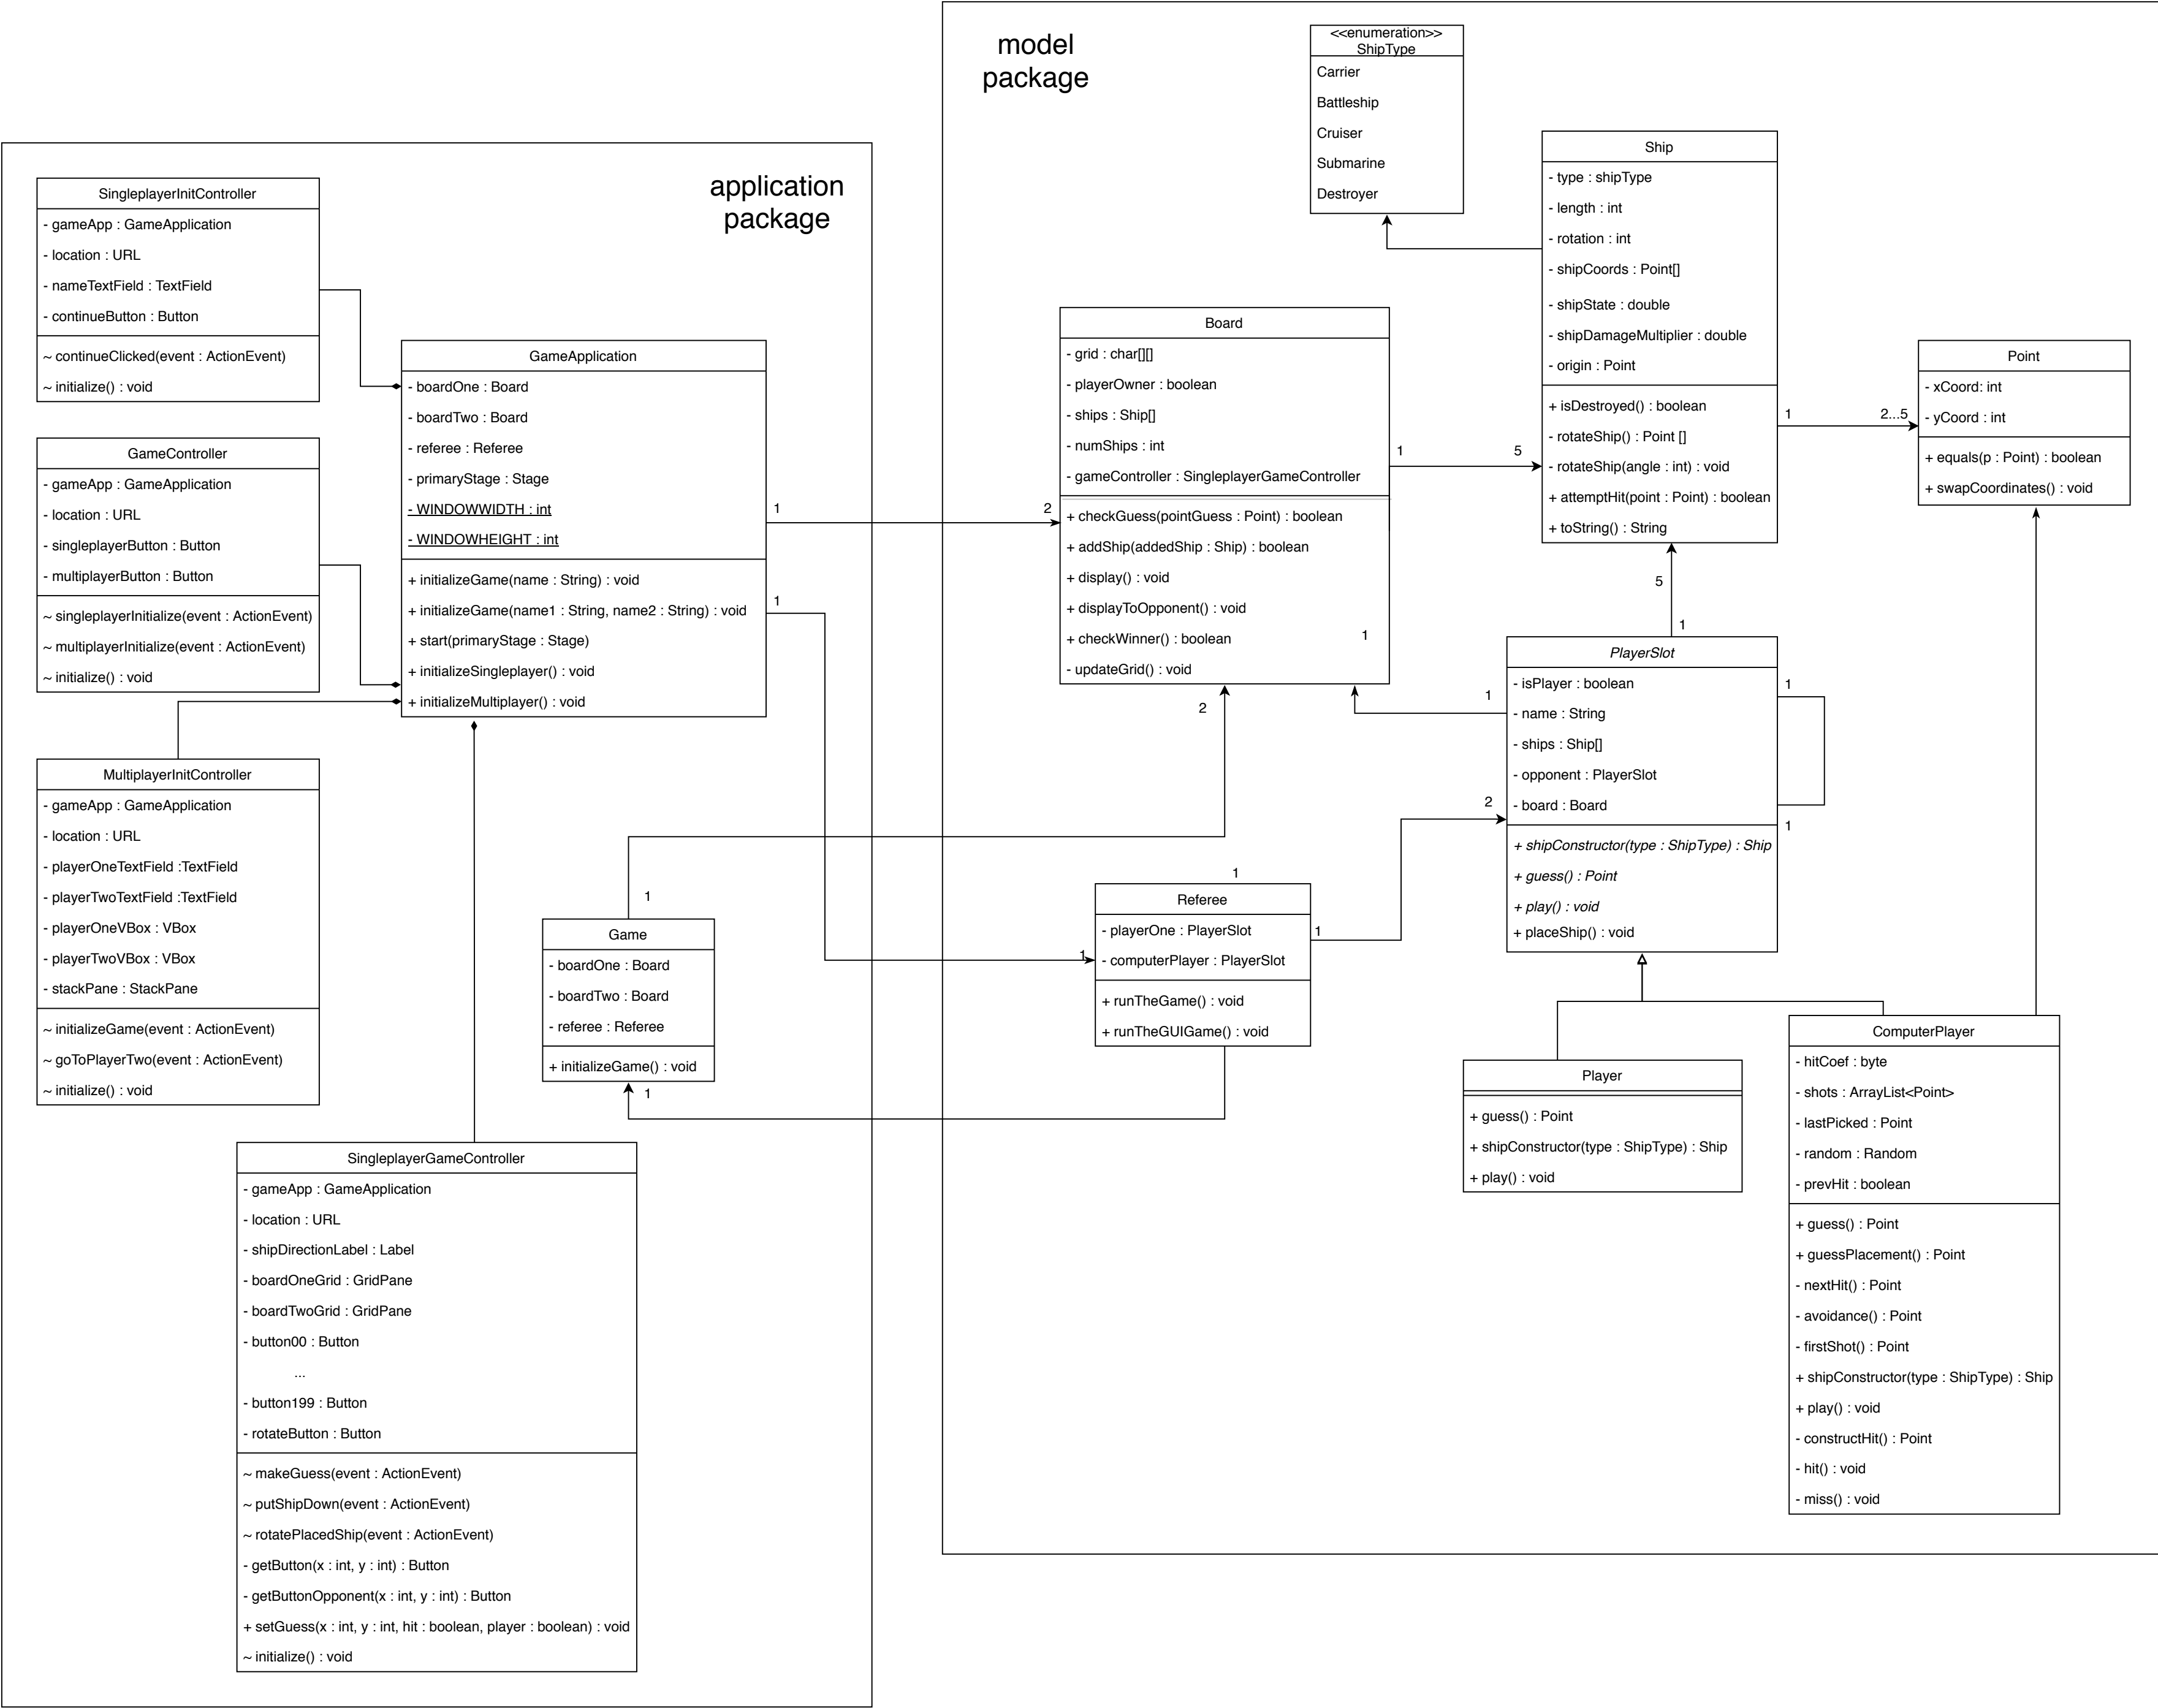 model
package
<<enumeration>>
ShipType
Carrier
Battleship
Cruiser
Submarine
Destroyer
Ship
- type : shipType
- length : int
- rotation : int
- shipCoords : Point[]
- shipState : double
- shipDamageMultiplier : double
- origin : Point
+ isDestroyed() : boolean
- rotateShip() : Point []
- rotateShip(angle : int) : void
+ attemptHit(point : Point) : boolean
+ toString() : String
1
2...5
Point
- xCoord: int
- yCoord : int
+ equals(p : Point) : boolean
+ swapCoordinates() : void
application
package
SingleplayerInitController
- gameApp : GameApplication
- location : URL
- nameTextField : TextField
- continueButton : Button
~ continueClicked(event : ActionEvent)
~ initialize() : void
GameController
- gameApp : GameApplication
- location : URL
- singleplayerButton : Button
- multiplayerButton : Button
~ singleplayerInitialize(event : ActionEvent)
~ multiplayerInitialize(event : ActionEvent)
~ initialize() : void
GameApplication
- boardOne : Board
- boardTwo : Board
- referee : Referee
- primaryStage : Stage
- WINDOWWIDTH : int
- WINDOWHEIGHT : int
+ initializeGame(name : String) : void
+ initializeGame(name1 : String, name2 : String) : void
+ start(primaryStage : Stage)
+ initializeSingleplayer() : void
+ initializeMultiplayer() : void
1
2
1
1
Board
- grid : char[][]
- playerOwner : boolean
- ships : Ship[]
- numShips : int
- gameController : SingleplayerGameController
+ checkGuess(pointGuess : Point) : boolean
+ addShip(addedShip : Ship) : boolean
+ display() : void
+ displayToOpponent() : void
+ checkWinner() : boolean
1
- updateGrid() : void
1
5
5
1
2
1
PlayerSlot
- isPlayer : boolean
- name : String
- ships : Ship[]
- opponent : PlayerSlot
- board : Board
+ shipConstructor(type : ShipType) : Ship
+ guess() : Point
+ play() : void
+ placeShip() : void
1
1
2
MultiplayerInitController
- gameApp : GameApplication
- location : URL
- playerOneTextField :TextField
- playerTwoTextField :TextField
- playerOneVBox : VBox
- playerTwoVBox : VBox
- stackPane : StackPane
~ initializeGame(event : ActionEvent)
~ goToPlayerTwo(event : ActionEvent)
~ initialize() : void
1
Game
- boardOne : Board
- boardTwo : Board
- referee : Referee
+ initializeGame() : void
1
1
Referee
- playerOne : PlayerSlot
- computerPlayer : PlayerSlot
+ runTheGame() : void
+ runTheGUIGame() : void
1
Player
+ guess() : Point
+ shipConstructor(type : ShipType) : Ship
+ play() : void
ComputerPlayer
- hitCoef : byte
- shots : ArrayList<Point>
- lastPicked : Point
- random : Random
- prevHit : boolean
+ guess() : Point
+ guessPlacement() : Point
- nextHit() : Point
- avoidance() : Point
- firstShot() : Point
+ shipConstructor(type : ShipType) : Ship
+ play() : void
- constructHit() : Point
- hit() : void
- miss() : void
SingleplayerGameController
- gameApp : GameApplication
- location : URL
- shipDirectionLabel : Label
- boardOneGrid : GridPane
- boardTwoGrid : GridPane
- button00 : Button
...
- button199 : Button
- rotateButton : Button
~ makeGuess(event : ActionEvent)
~ putShipDown(event : ActionEvent)
~ rotatePlacedShip(event : ActionEvent)
- getButton(x : int, y : int) : Button
- getButtonOpponent(x : int, y : int) : Button
+ setGuess(x : int, y : int, hit : boolean, player : boolean) : void
~ initialize() : void